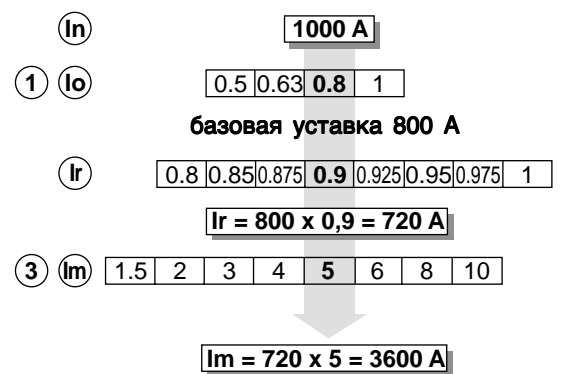 In 1000 A
1 Io 0.5 0.63 0.8 1
базовая уставка 800 А
Ir 0.8 0.85 0.875 0.9 0.925 0.95 0.975 1
Ir = 800 x 0,9 = 720 A
3 Im 1.5 2 3 4 5 6 8 10
Im = 720 x 5 = 3600 A